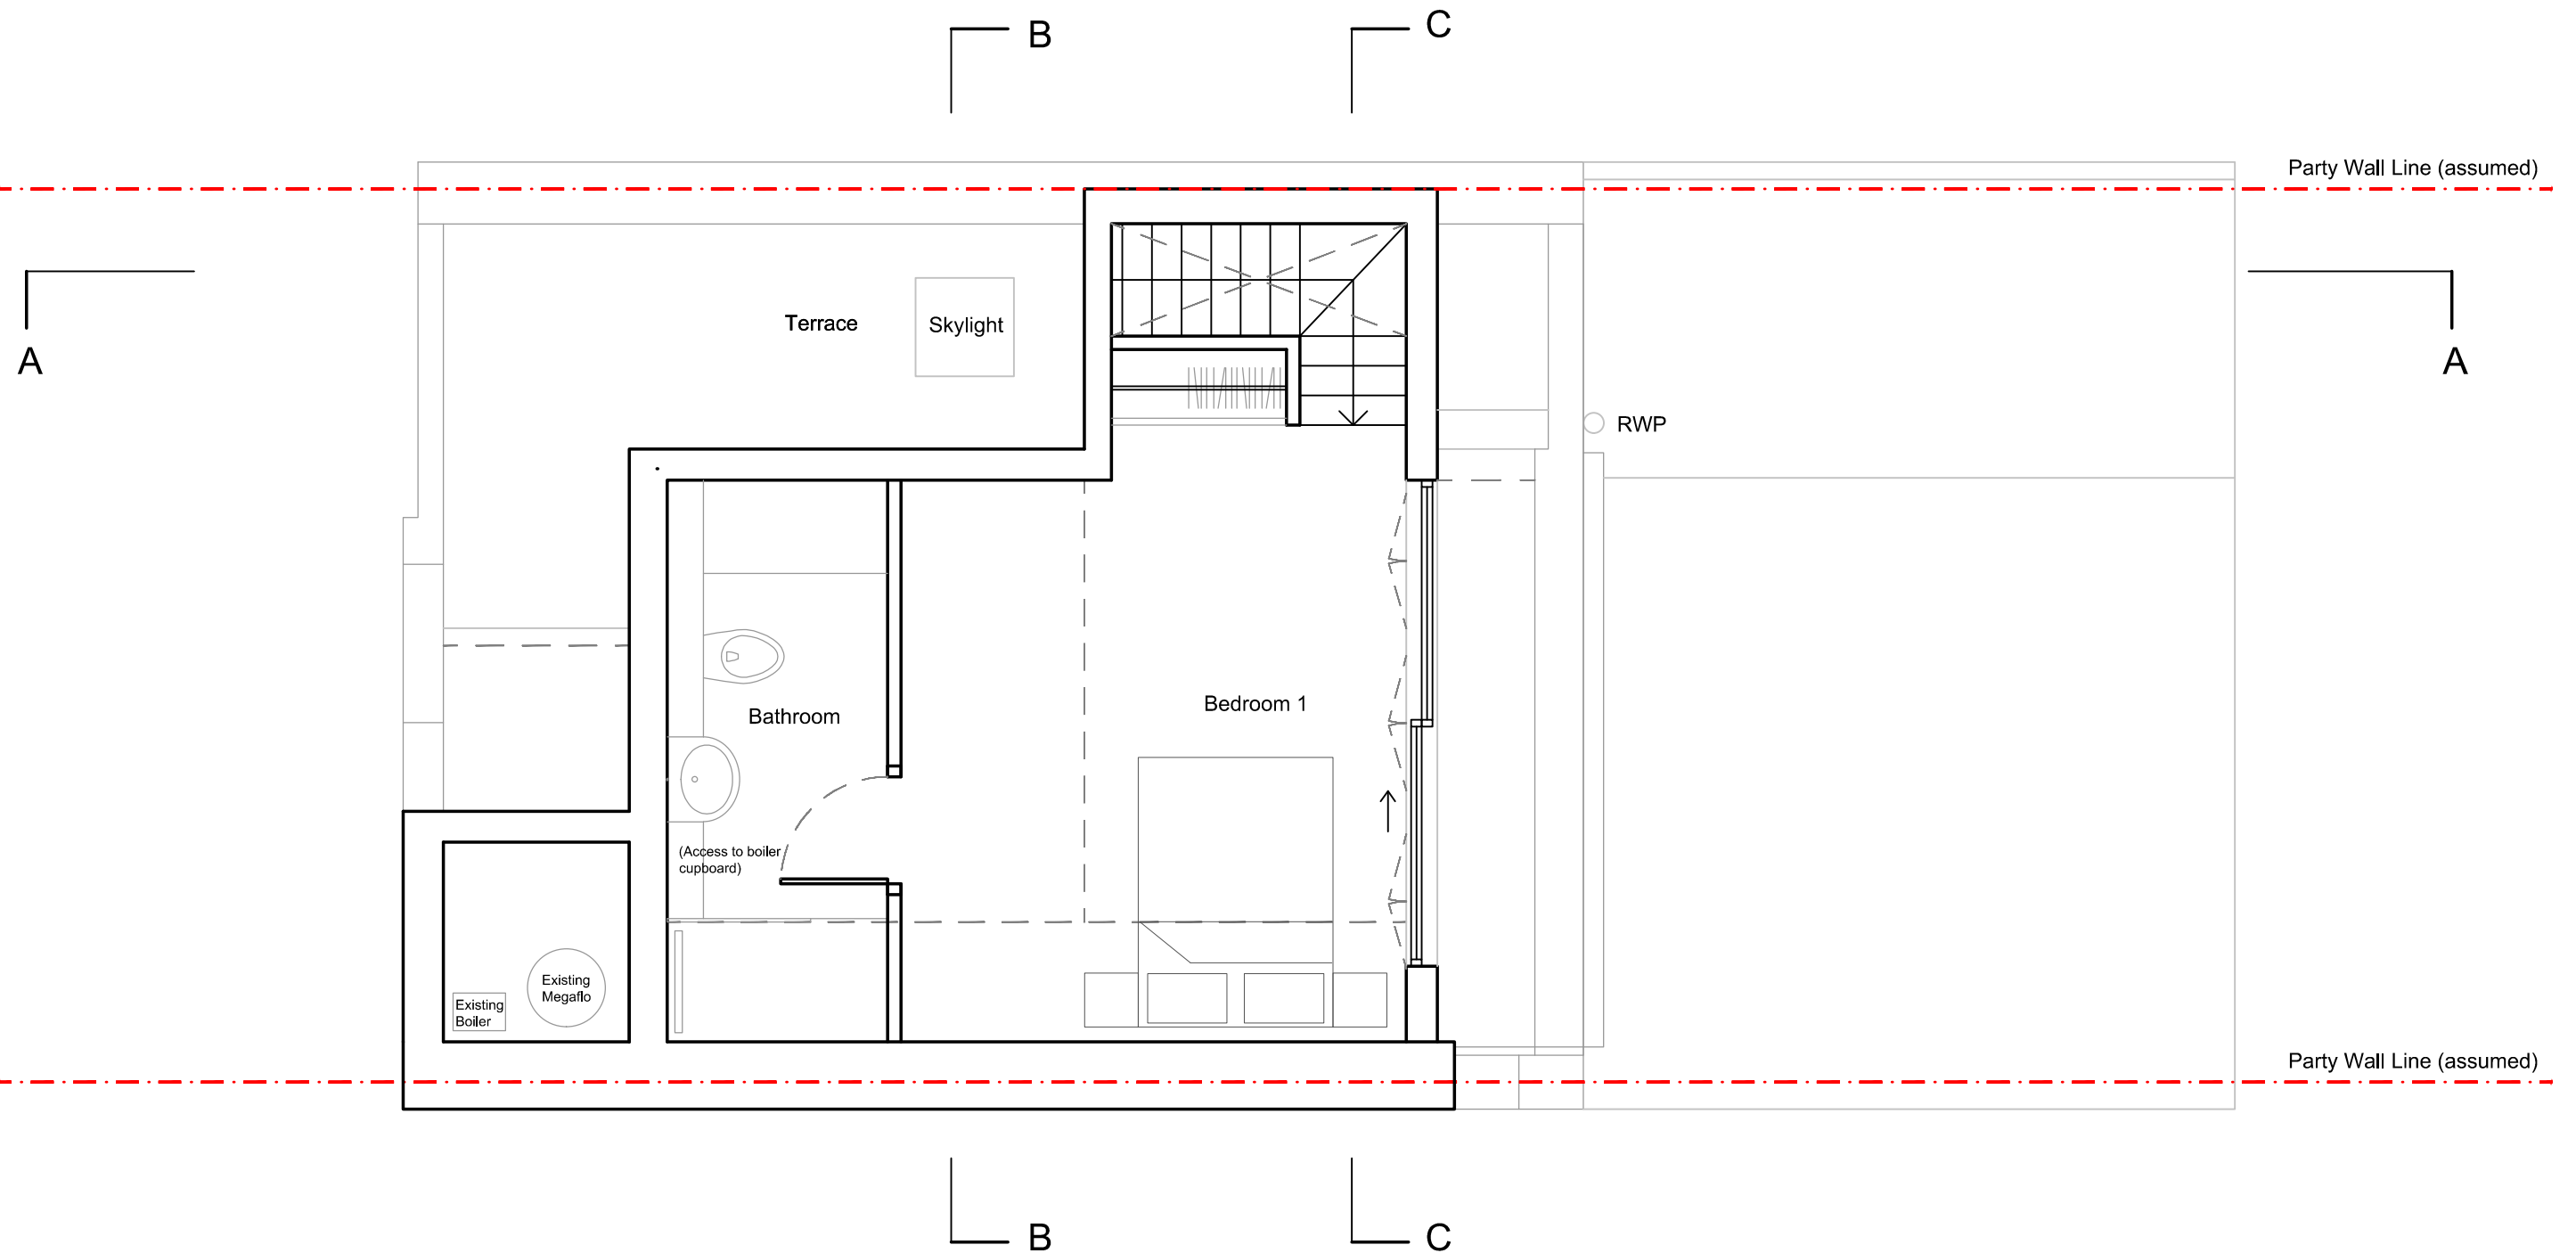 B
C
Party Wall Line (assumed)
A
Terrace
Skylight
A
RWP
Bedroom 1
Bathroom
(Access to boiler
cupboard)
Existing
Megaflo
Existing
Boiler
Party Wall Line (assumed)
B
C